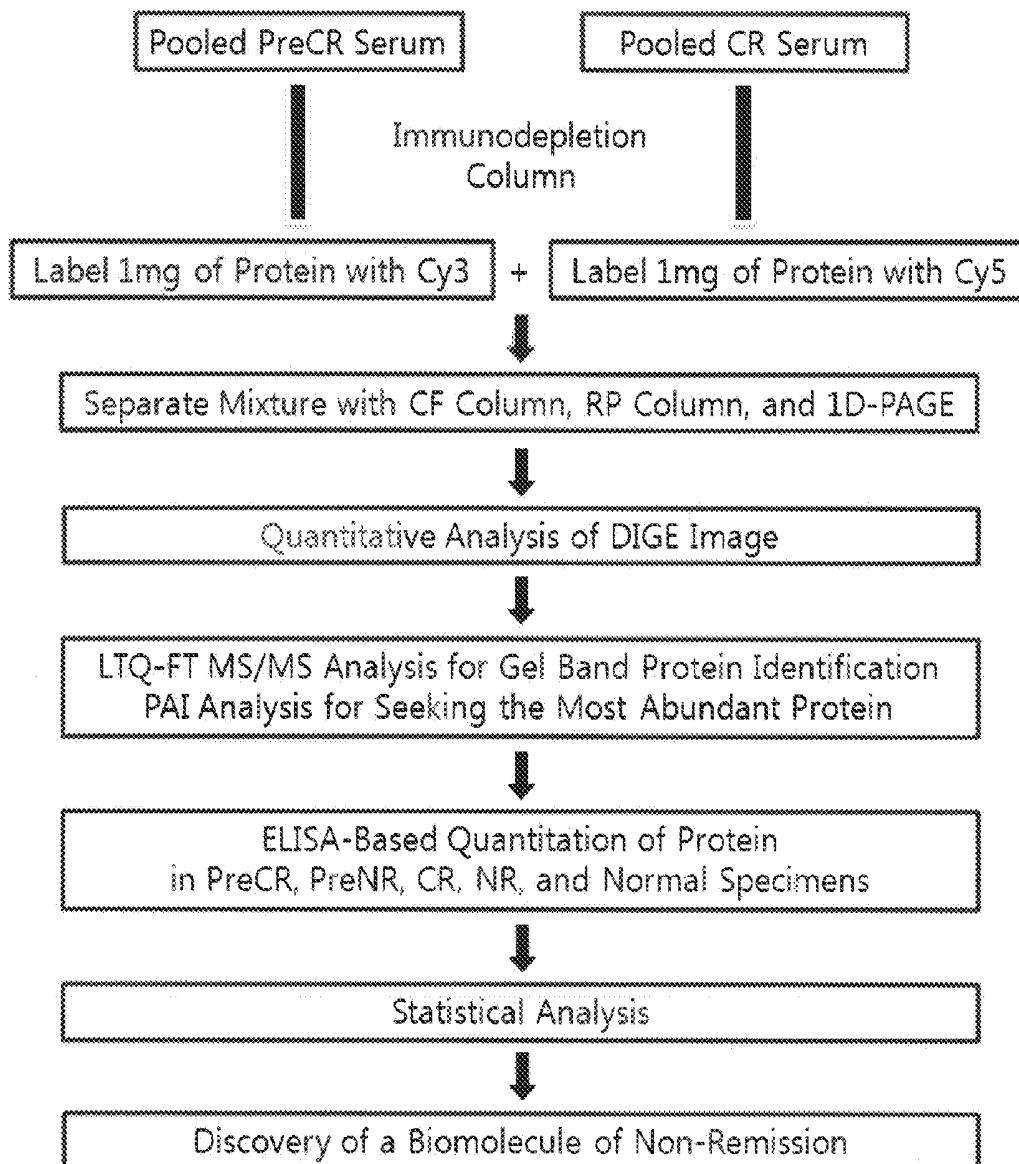 Pooled PreCR Serum
Pooled CR Serum
Immunodepletion
Column
Label 1mg of Protein with Cy3
+
Label 1mg of Protein with Cy5
Separate Mixture with CF Column, RP Column, and 1D-PAGE
Quantitative Analysis of DIGE Image
LTQ-FT MS/MS Analysis for Gel Band Protein Identification
PAI Analysis for Seeking the Most Abundant Protein
ELISA-Based Quantitation of Protein
in PreCR, PreNR, CR, NR, and Normal Specimens
Statistical Analysis
Discovery of a Biomolecule of Non-Remission